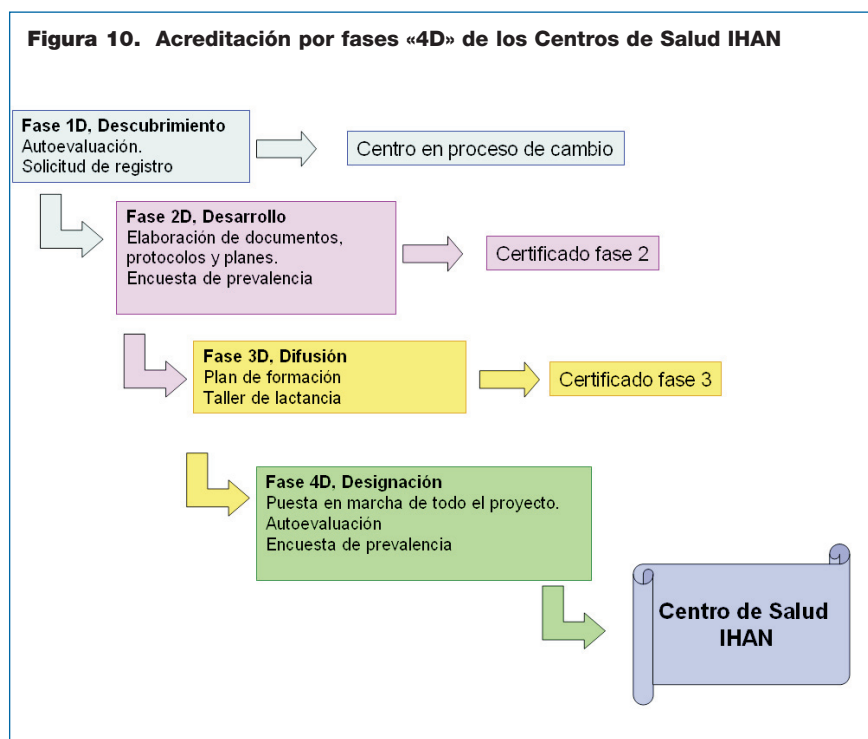 Figura 10. Acreditación por fases «4D» de los Centros de Salud IHAN
Fase 1D, Descubrimiento
Autoevaluación.
Solicitud de registro
Centro en proceso de cambio
Fase 2D, Desarrollo
Elaboración de documentos,
protocolos y planes.
Encuesta de prevalencia
Certificado fase 2
Fase 3D, Difusión
Plan de formación
Taller de lactancia
Certificado fase 3
Fase 4D, Designación
Puesta en marcha de todo el proyecto.
Autoevaluación
Encuesta de prevalencia
Centro de Salud
IHAN